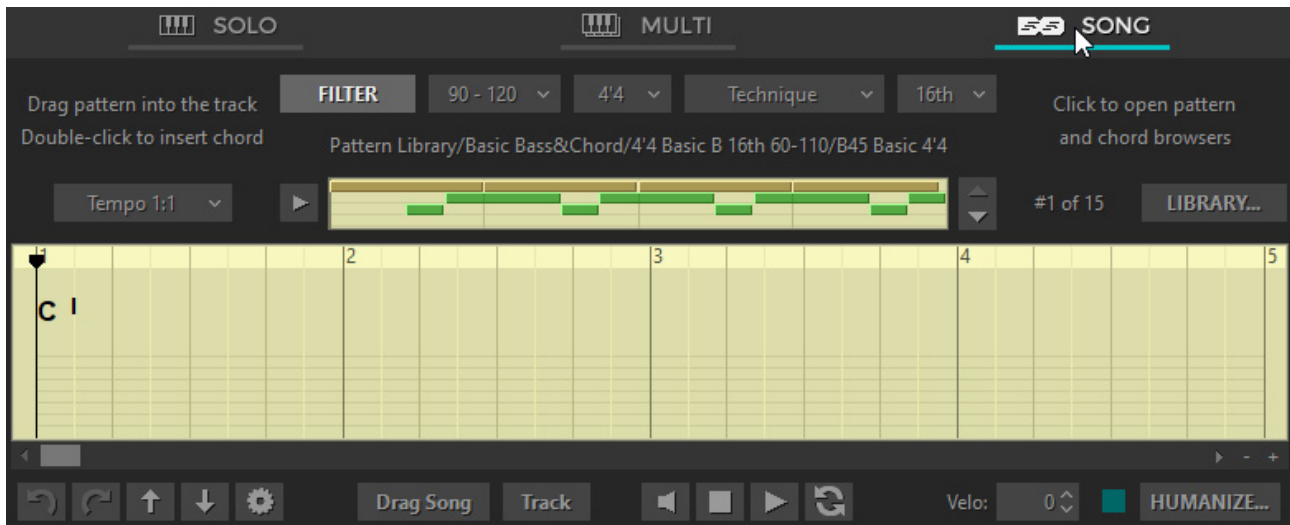 SOLO MULTI SONG
Drag pattern into the track
Double-click to insert chord
FILTER 90 - 120 4'4 Technique 16th
Click to open pattern
and chord browsers
Pattern Library/Basic Bass&Chord/4'4 Basic B 16th 60-110/B45 Basic 4'4
Tempo 1:1 #1 of 15 LIBRARY...
1 2 3 4 5
C I
- +
Drag Song Track Velo: 0 HUMANIZE...